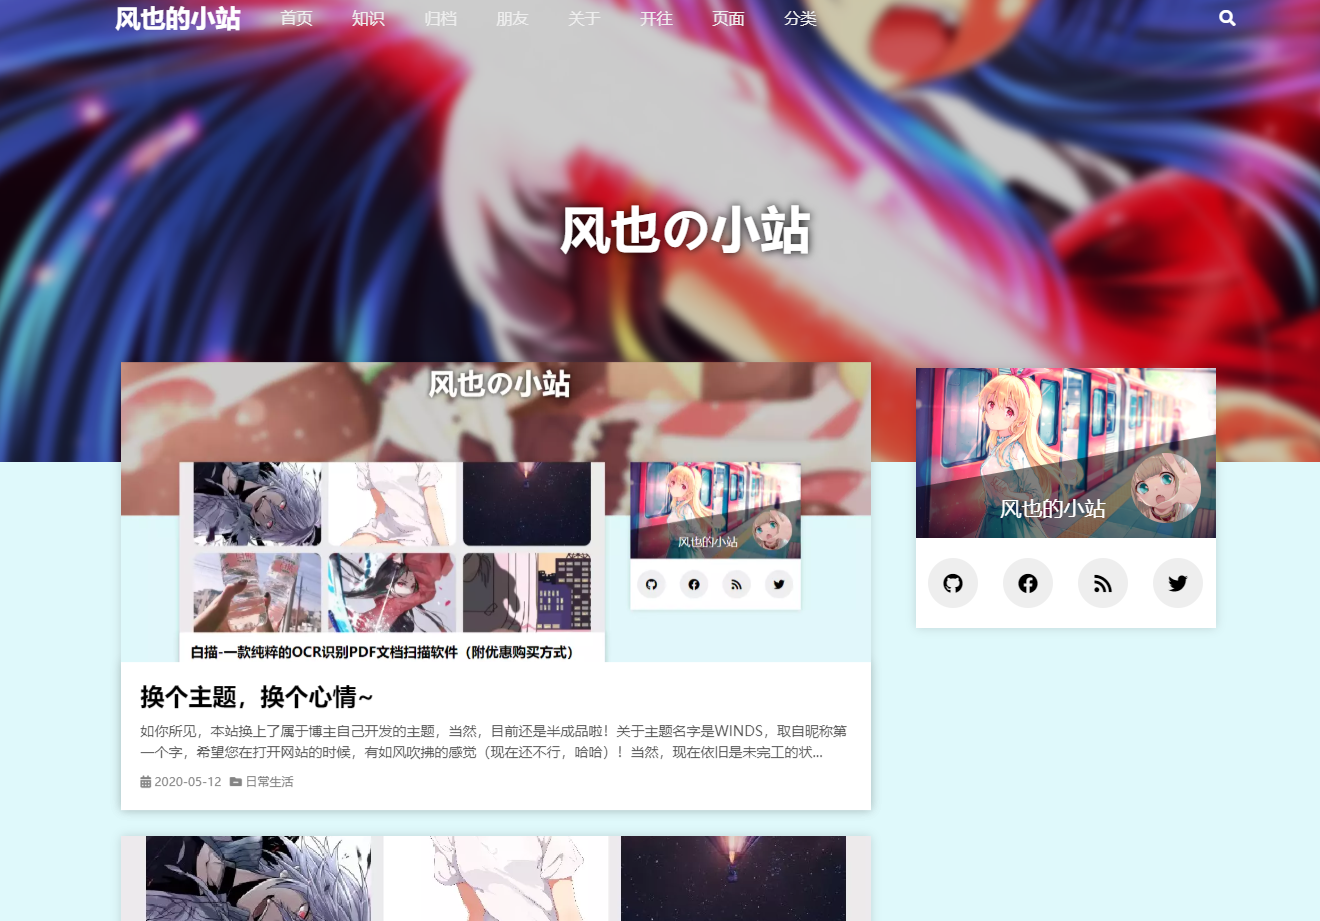 风也的小站 首页 知识 归档 朋友 关于 开往 页面 分类
风也の小站
风也の小站
风也的小站
白描-一款纯粹的OCR识别PDF文档扫描软件（附优惠购买方式）
换个主题，换个心情~
如你所见，本站换上了属于博主自己开发的主题，当然，目前还是半成品啦！关于主题名字是WINDS，取自昵称第
一个字，希望您在打开网站的时候，有如风吹拂的感觉（现在还不行，哈哈）！当然，现在依旧是未完工的状...
2020-05-12 日常生活
风也的小站